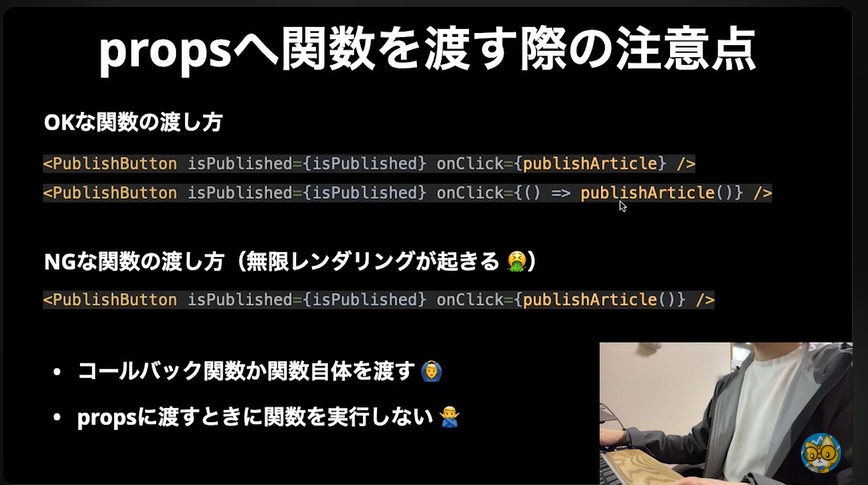 propsへ関数を渡す際の注意点
OKな関数の渡し方
<PublishButton isPublished={isPublished} onClick={publishArticle} />
<PublishButton isPublished={isPublished} onClick={() => publishArticle()} />
NGな関数の渡し方（無限レンダリングが起きる 🤮）
<PublishButton isPublished={isPublished} onClick={publishArticle()} />
• コールバック関数か関数自体を渡す 🙆‍♂️
• propsに渡すときに関数を実行しない 🙅‍♂️